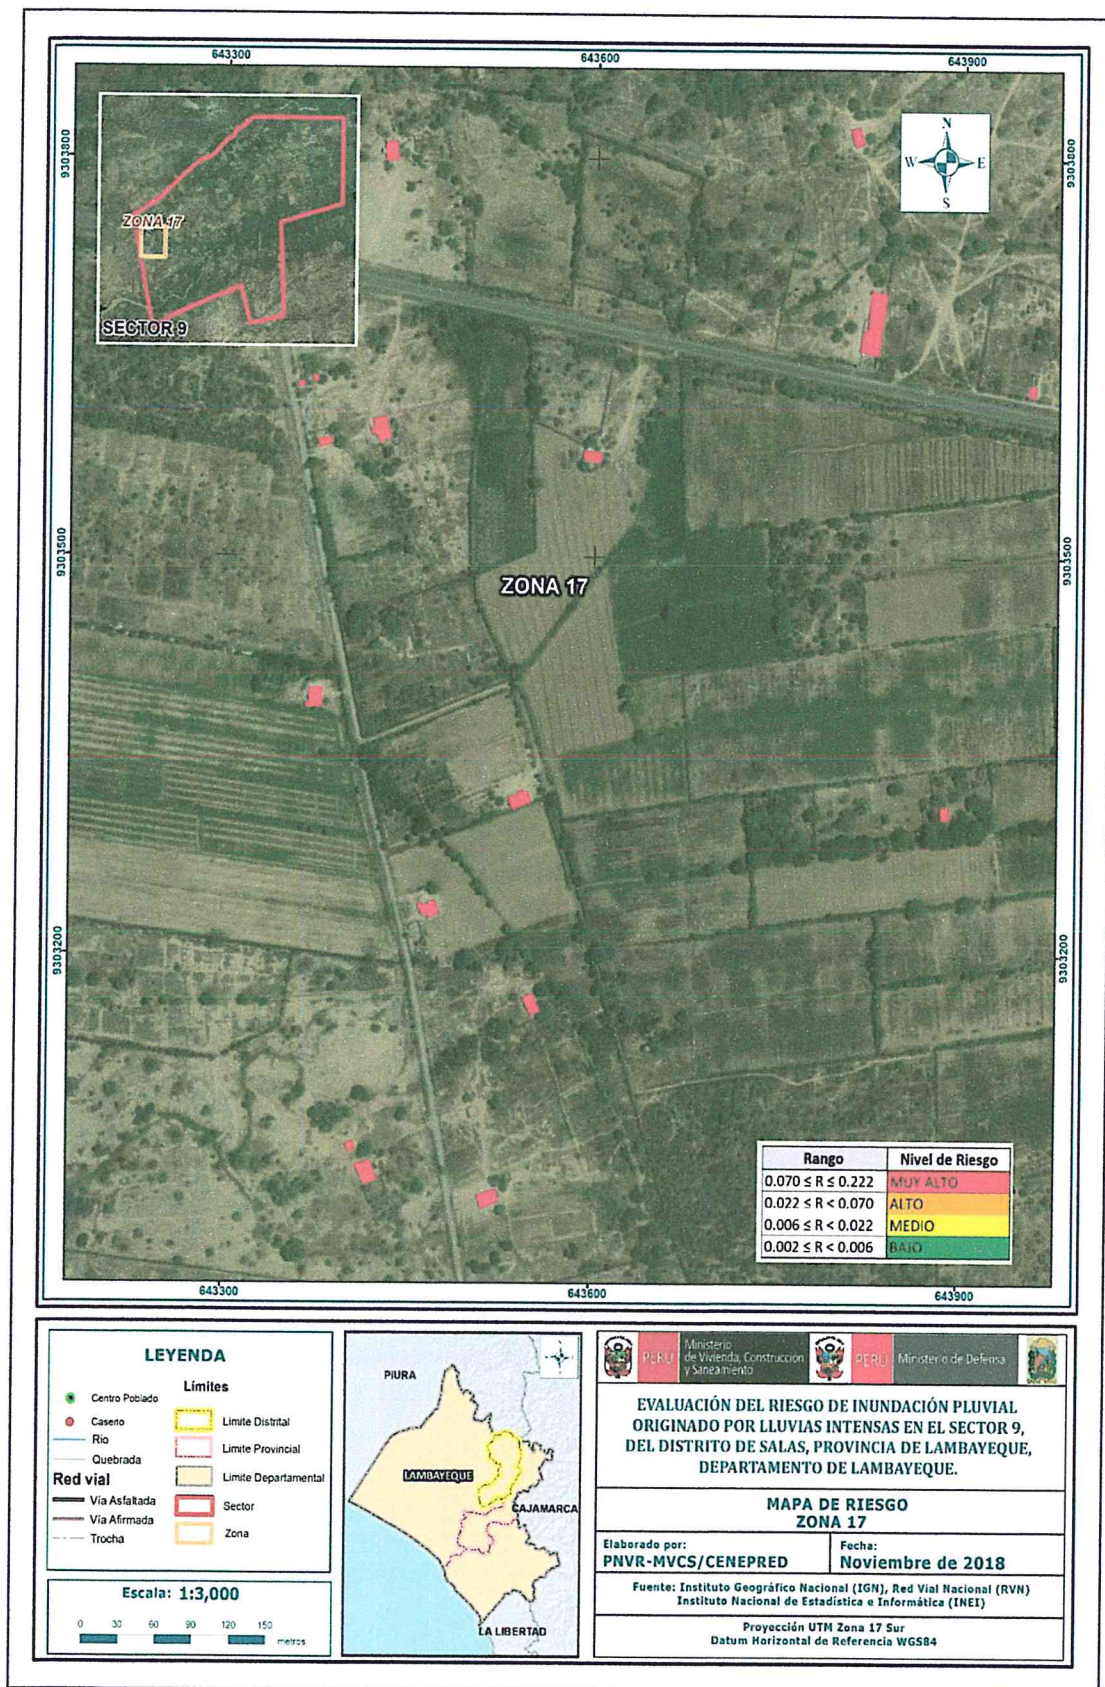 643300
643600
643900
9303800
9303800
N
W
E
S
ZONA 17
SECTOR 9
9303500
9303500
ZONA 17
9303200
9303200
Rango Nivel de Riesgo
0.070 ≤ R ≤ 0.222 MUY ALTO
0.022 ≤ R < 0.070 ALTO
0.006 ≤ R < 0.022 MEDIO
0.002 ≤ R < 0.006 BAJO
643300
643600
643900
LEYENDA
Centro Poblado
Caserio
Rio
Quebrada
Red vial
Vía Asfaltada
Vía Afirmada
Trocha
Límites
Limite Distrital
Limite Provincial
Limite Departamental
Sector
Zona
Escala: 1:3,000
0 30 60 90 120 150
metros
PIURA
LAMBAYEQUE
CAJAMARCA
LA LIBERTAD
PERÚ
Ministerio
de Vivienda, Construcción
y Saneamiento
PERÚ
Ministerio de Defensa
EVALUACIÓN DEL RIESGO DE INUNDACIÓN PLUVIAL
ORIGINADO POR LLUVIAS INTENSAS EN EL SECTOR 9,
DEL DISTRITO DE SALAS, PROVINCIA DE LAMBAYEQUE,
DEPARTAMENTO DE LAMBAYEQUE.
MAPA DE RIESGO
ZONA 17
Elaborado por:
PNVR-MVCS/CENEPRED
Fecha:
Noviembre de 2018
Fuente: Instituto Geográfico Nacional (IGN), Red Vial Nacional (RVN)
Instituto Nacional de Estadística e Informática (INEI)
Proyección UTM Zona 17 Sur
Datum Horizontal de Referencia WGS84